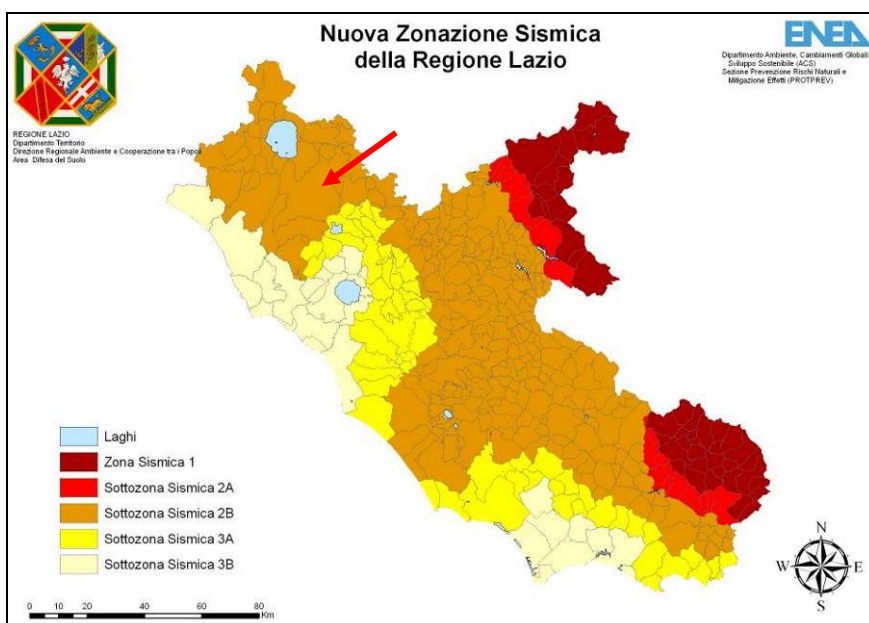 Nuova Zonazione Sismica
della Regione Lazio
ENEA
Dipartimento Ambiente, Cambiamenti Globali
Sviluppo Sostenibile (ACS)
Sezione Prevenzione Rischi Naturali e
Mitigazione Effetti (PROTPREV)
REGIONE LAZIO
Dipartimento Territorio
Direzione Regionale Ambiente e Cooperazione tra i Popoli
Area Difesa del Suolo
Laghi
Zona Sismica 1
Sottozona Sismica 2A
Sottozona Sismica 2B
Sottozona Sismica 3A
Sottozona Sismica 3B
N
W
E
S
0 10 20 40 60 80
Km